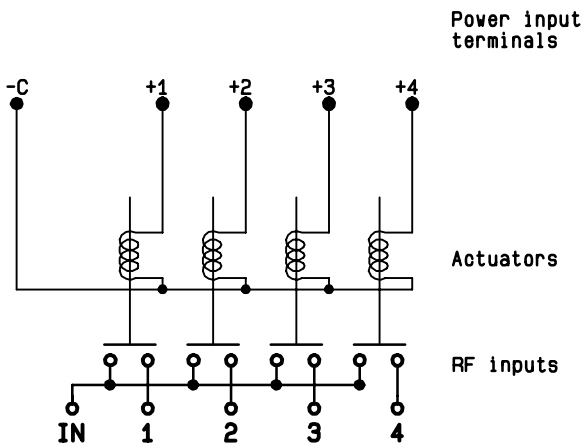 Power input
terminals
-C +1 +2 +3 +4
Actuators
RF inputs
IN 1 2 3 4